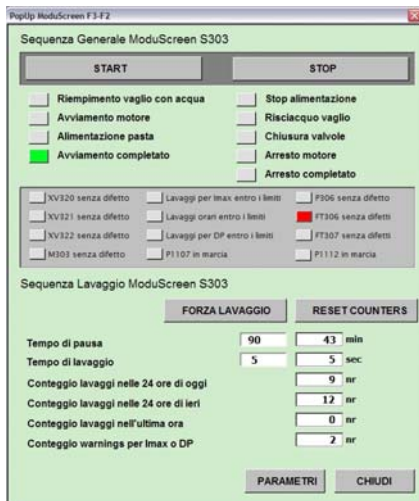 PopUp ModuScreen F3-F2
Sequenza Generale ModuScreen S303
START STOP
Riempimento vaglio con acqua Stop alimentazione
Avviamento motore Risciacquo vaglio
Alimentazione pasta Chiusura valvole
Avviamento completato Arresto motore
Arresto completato
XV320 senza difetto Lavaggi per Imax entro i limiti P306 senza difetto
XV321 senza difetto Lavaggi orari entro i limiti FT306 senza difetti
XV322 senza difetto Lavaggi per DP entro i limiti FT307 senza difetti
M303 senza difetto P1107 in marcia P1112 in marcia
Sequenza Lavaggio ModuScreen S303
FORZA LAVAGGIO RESET COUNTERS
Tempo di pausa 90 43 min
Tempo di lavaggio 5 5 sec
Conteggio lavaggi nelle 24 ore di oggi 9 nr
Conteggio lavaggi nelle 24 ore di ieri 12 nr
Conteggio lavaggi nell'ultima ora 0 nr
Conteggio warnings per Imax o DP 2 nr
PARAMETRI CHIUDI